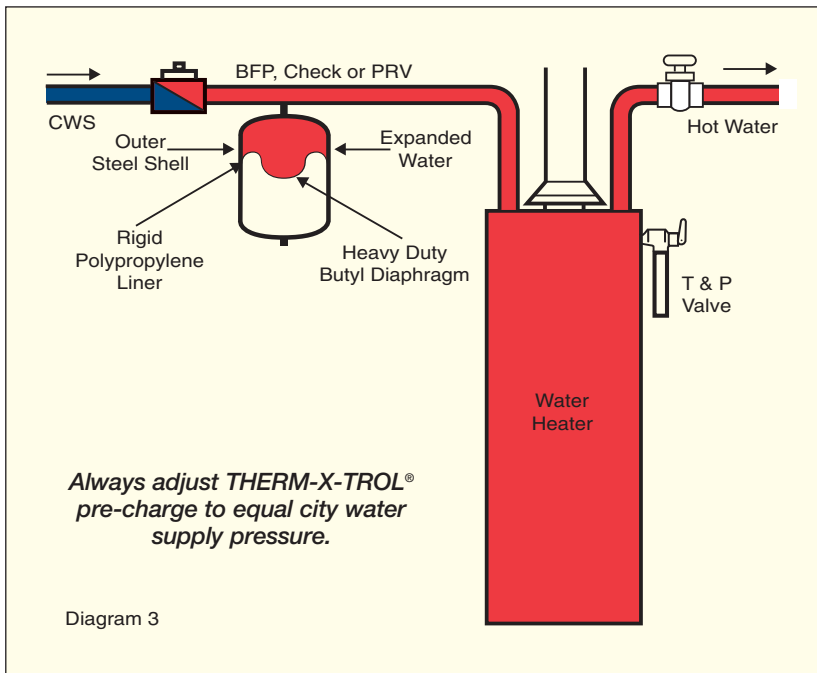 BFP, Check or PRV
CWS
Outer
Steel Shell
Expanded
Water
Hot Water
Rigid
Polypropylene
Liner
Heavy Duty
Butyl Diaphragm
T & P
Valve
Water
Heater
Always adjust THERM-X-TROL®
pre-charge to equal city water
supply pressure.
Diagram 3